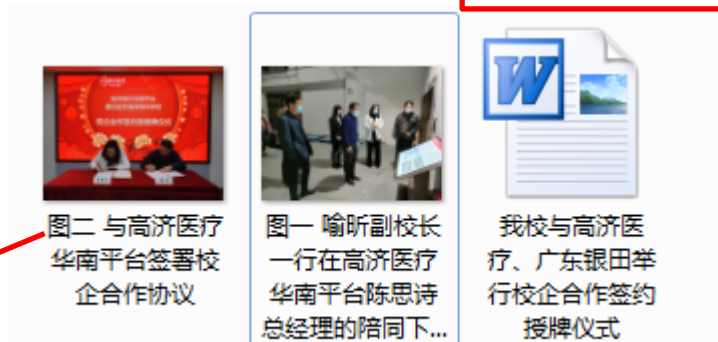 图二 与高济医疗
华南平台签署校
企合作协议
图一 喻昕副校长
一行在高济医疗
华南平台陈思诗
总经理的陪同下...
W
我校与高济医
疗、广东银田举
行校企合作签约
授牌仪式